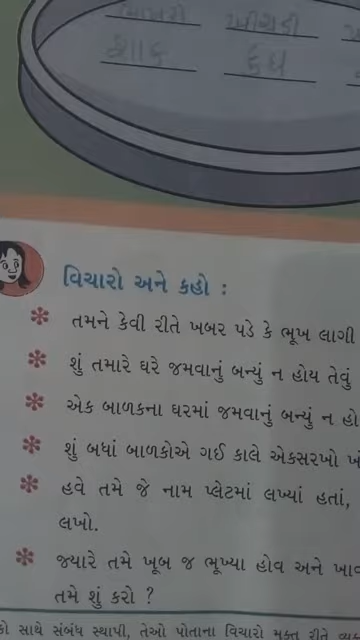 ખીચડી
શાક દૂધ
વિચારો અને કહો :
તમને કેવી રીતે ખબર પડે કે ભૂખ લાગી
શું તમારે ઘરે જમવાનું બન્યું ન હોય તેવું
એક બાળકના ઘરમાં જમવાનું બન્યું ન હો
શું બધાં બાળકોએ ગઈ કાલે એકસરખો
હવે તમે જે નામ પ્લેટમાં લખ્યાં હતાં,
લખો.
જ્યારે તમે ખૂબ જ ભૂખ્યા હોવ અને
તમે શું કરો ?
સાથે સંબંધ સ્થાપી, તેઓ પોતાના વિચારો મુક્ત રીતે